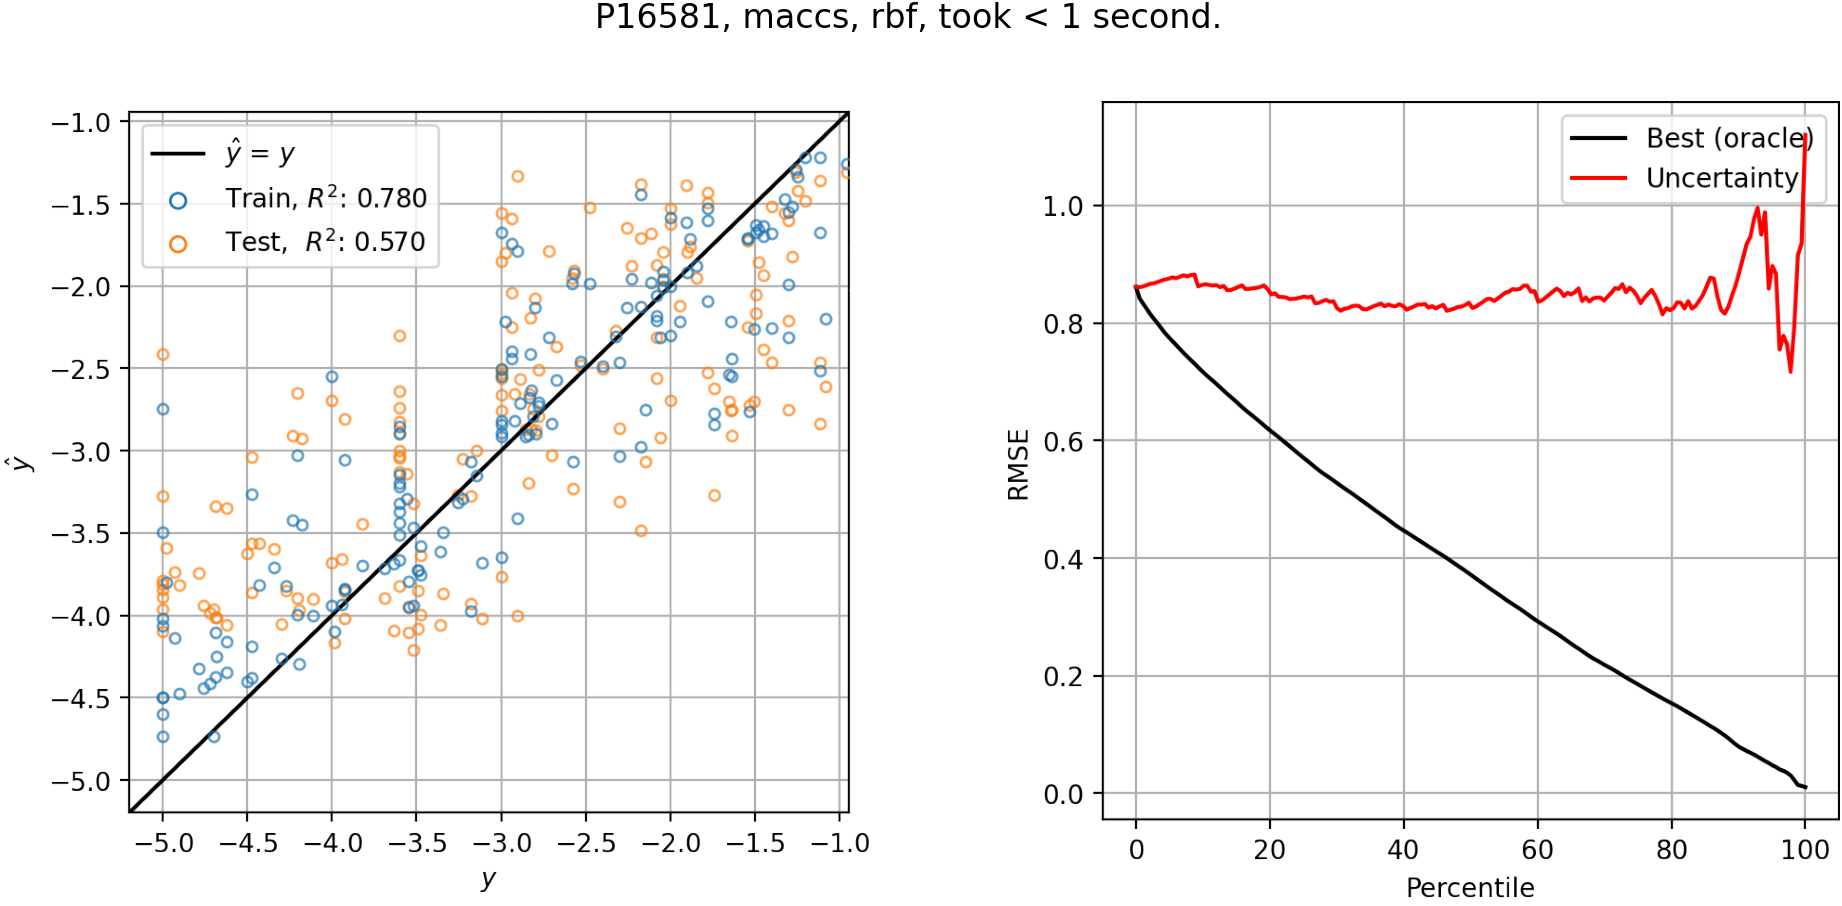 P16581, maccs, rbf, took < 1 second.
−1.0
−1.5
−2.0
−2.5
−3.0
−3.5
−4.0
−4.5
−5.0
ŷ
ŷ = y
Train, R²: 0.780
Test, R²: 0.570
−5.0 −4.5 −4.0 −3.5 −3.0 −2.5 −2.0 −1.5 −1.0
y
1.0
0.8
0.6
0.4
0.2
0.0
RMSE
Best (oracle)
Uncertainty
0 20 40 60 80 100
Percentile